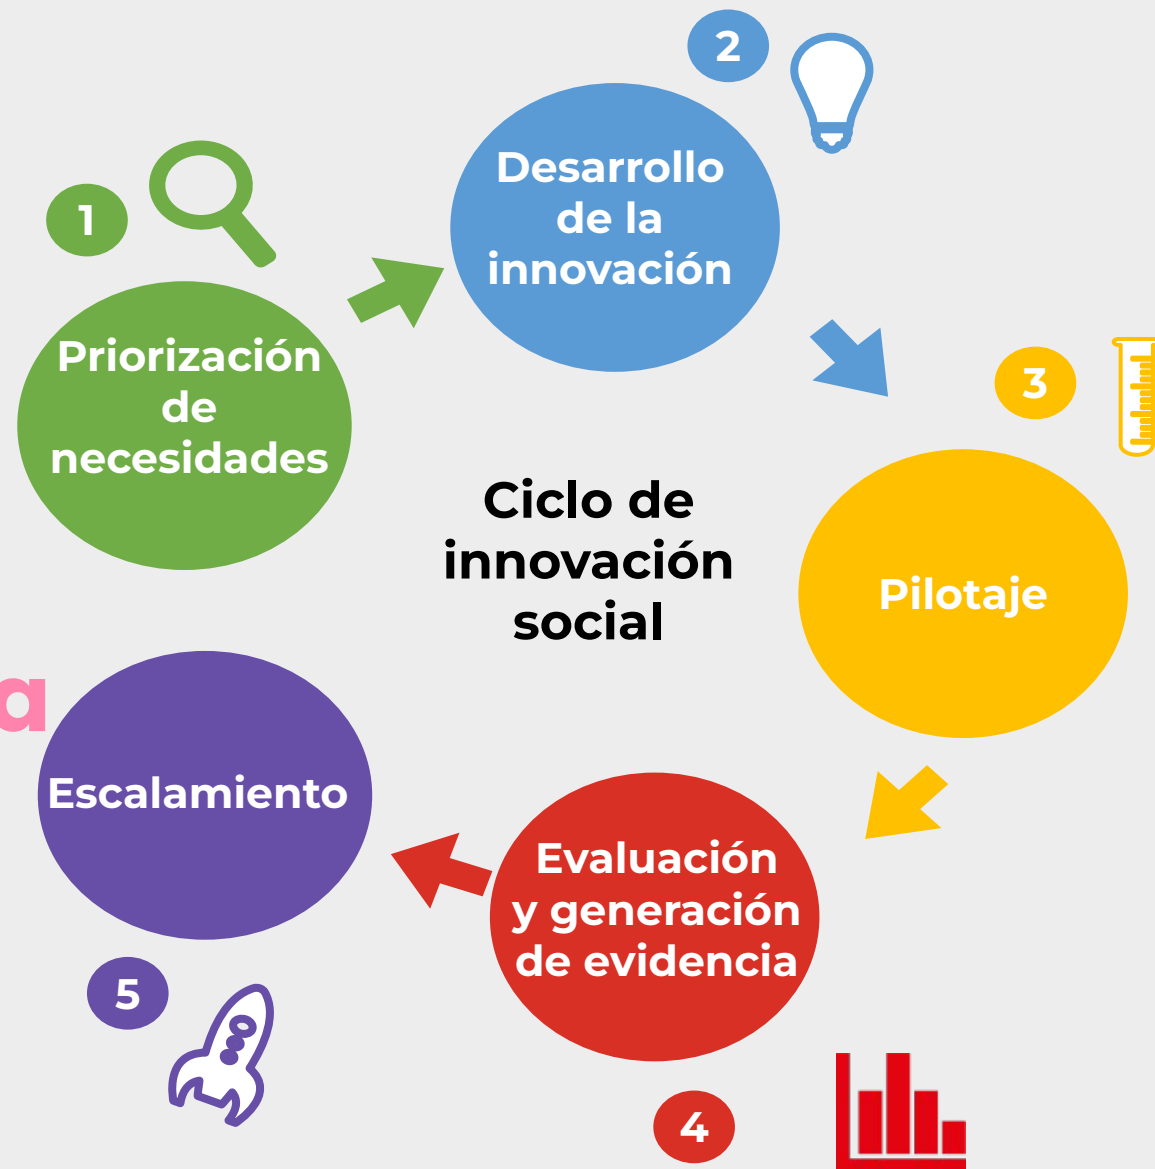 1
Priorización
de
necesidades
2
Desarrollo
de la
innovación
3
Pilotaje
Ciclo de
innovación
social
4
Evaluación
y generación
de evidencia
5
Escalamiento
a